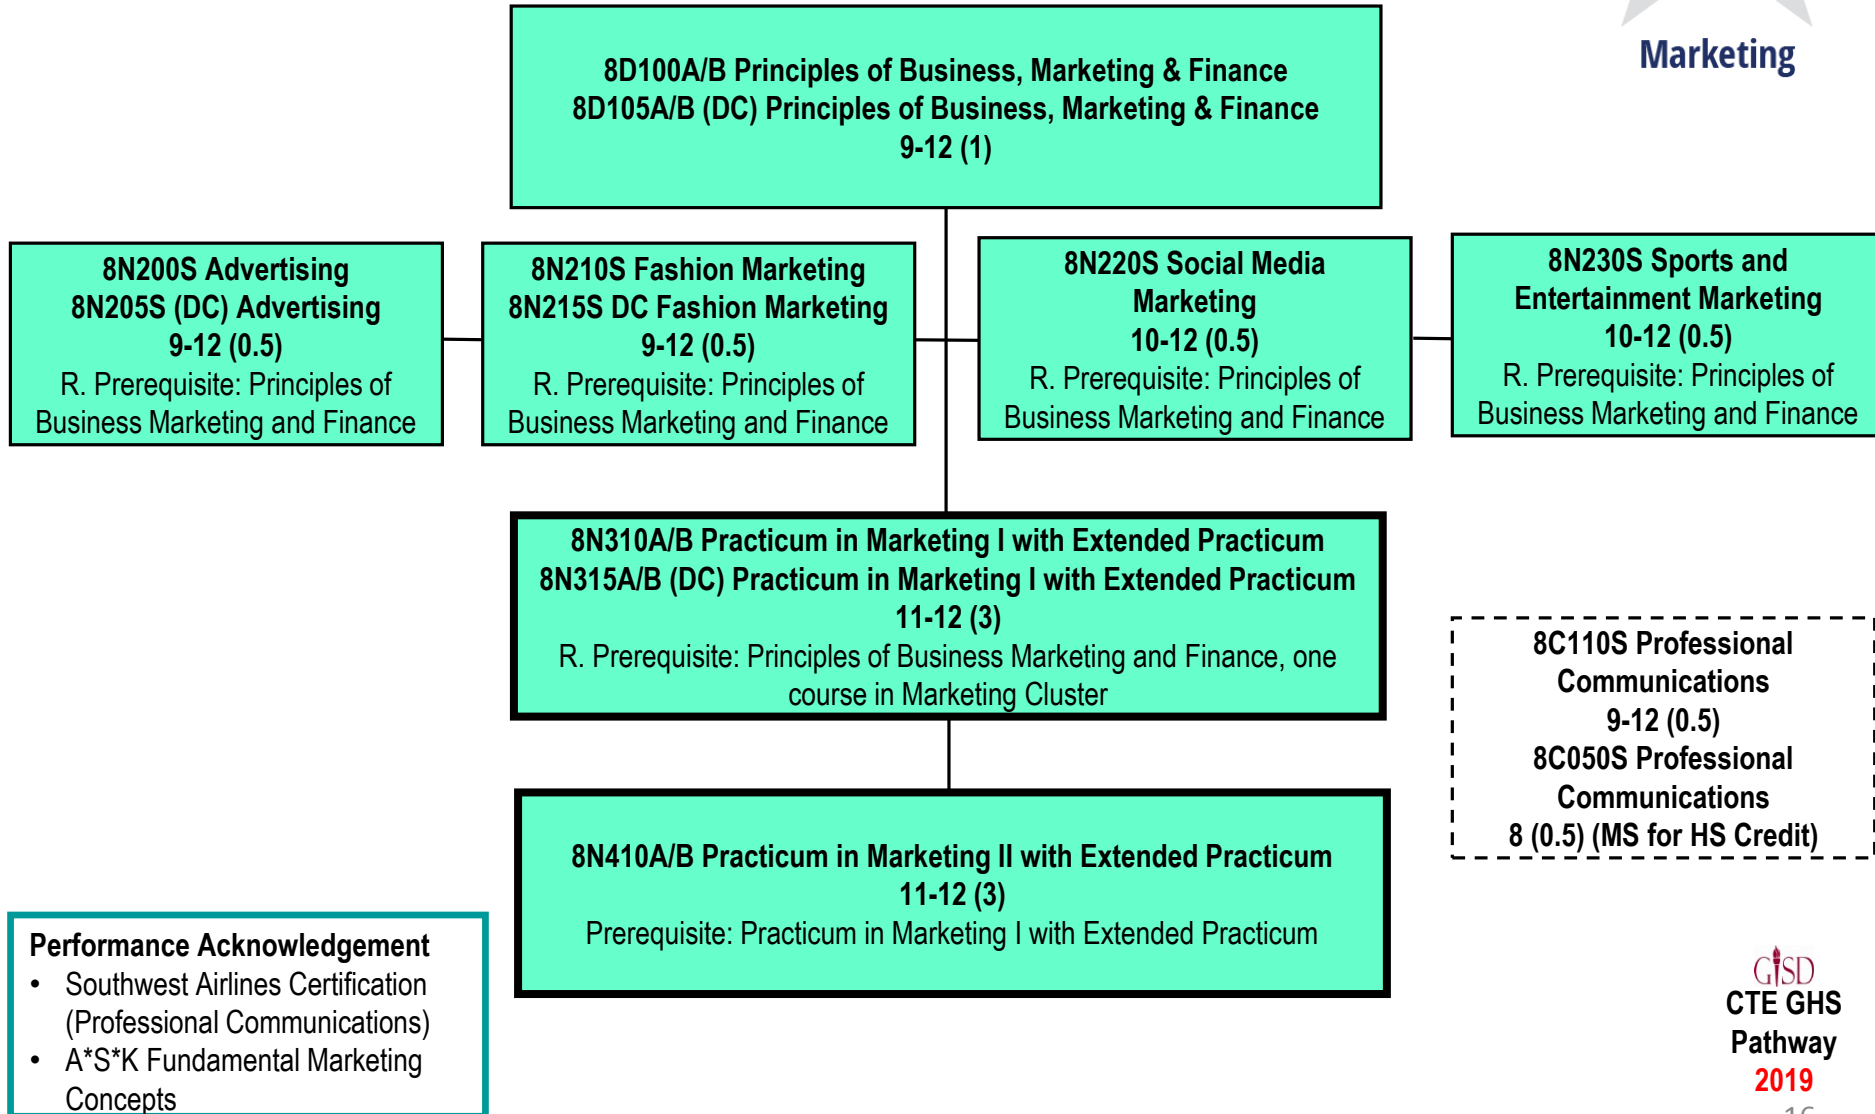 Marketing
8D100A/B Principles of Business, Marketing & Finance
8D105A/B (DC) Principles of Business, Marketing & Finance
9-12 (1)
8N200S Advertising
8N205S (DC) Advertising
9-12 (0.5)
R. Prerequisite: Principles of
Business Marketing and Finance
8N210S Fashion Marketing
8N215S DC Fashion Marketing
9-12 (0.5)
R. Prerequisite: Principles of
Business Marketing and Finance
8N220S Social Media
Marketing
10-12 (0.5)
R. Prerequisite: Principles of
Business Marketing and Finance
8N230S Sports and
Entertainment Marketing
10-12 (0.5)
R. Prerequisite: Principles of
Business Marketing and Finance
8N310A/B Practicum in Marketing I with Extended Practicum
8N315A/B (DC) Practicum in Marketing I with Extended Practicum
11-12 (3)
R. Prerequisite: Principles of Business Marketing and Finance, one
course in Marketing Cluster
8C110S Professional
Communications
9-12 (0.5)
8C050S Professional
Communications
8 (0.5) (MS for HS Credit)
8N410A/B Practicum in Marketing II with Extended Practicum
11-12 (3)
Prerequisite: Practicum in Marketing I with Extended Practicum
Performance Acknowledgement
• Southwest Airlines Certification
(Professional Communications)
• A*S*K Fundamental Marketing
Concepts
GISD
CTE GHS
Pathway
2019
16